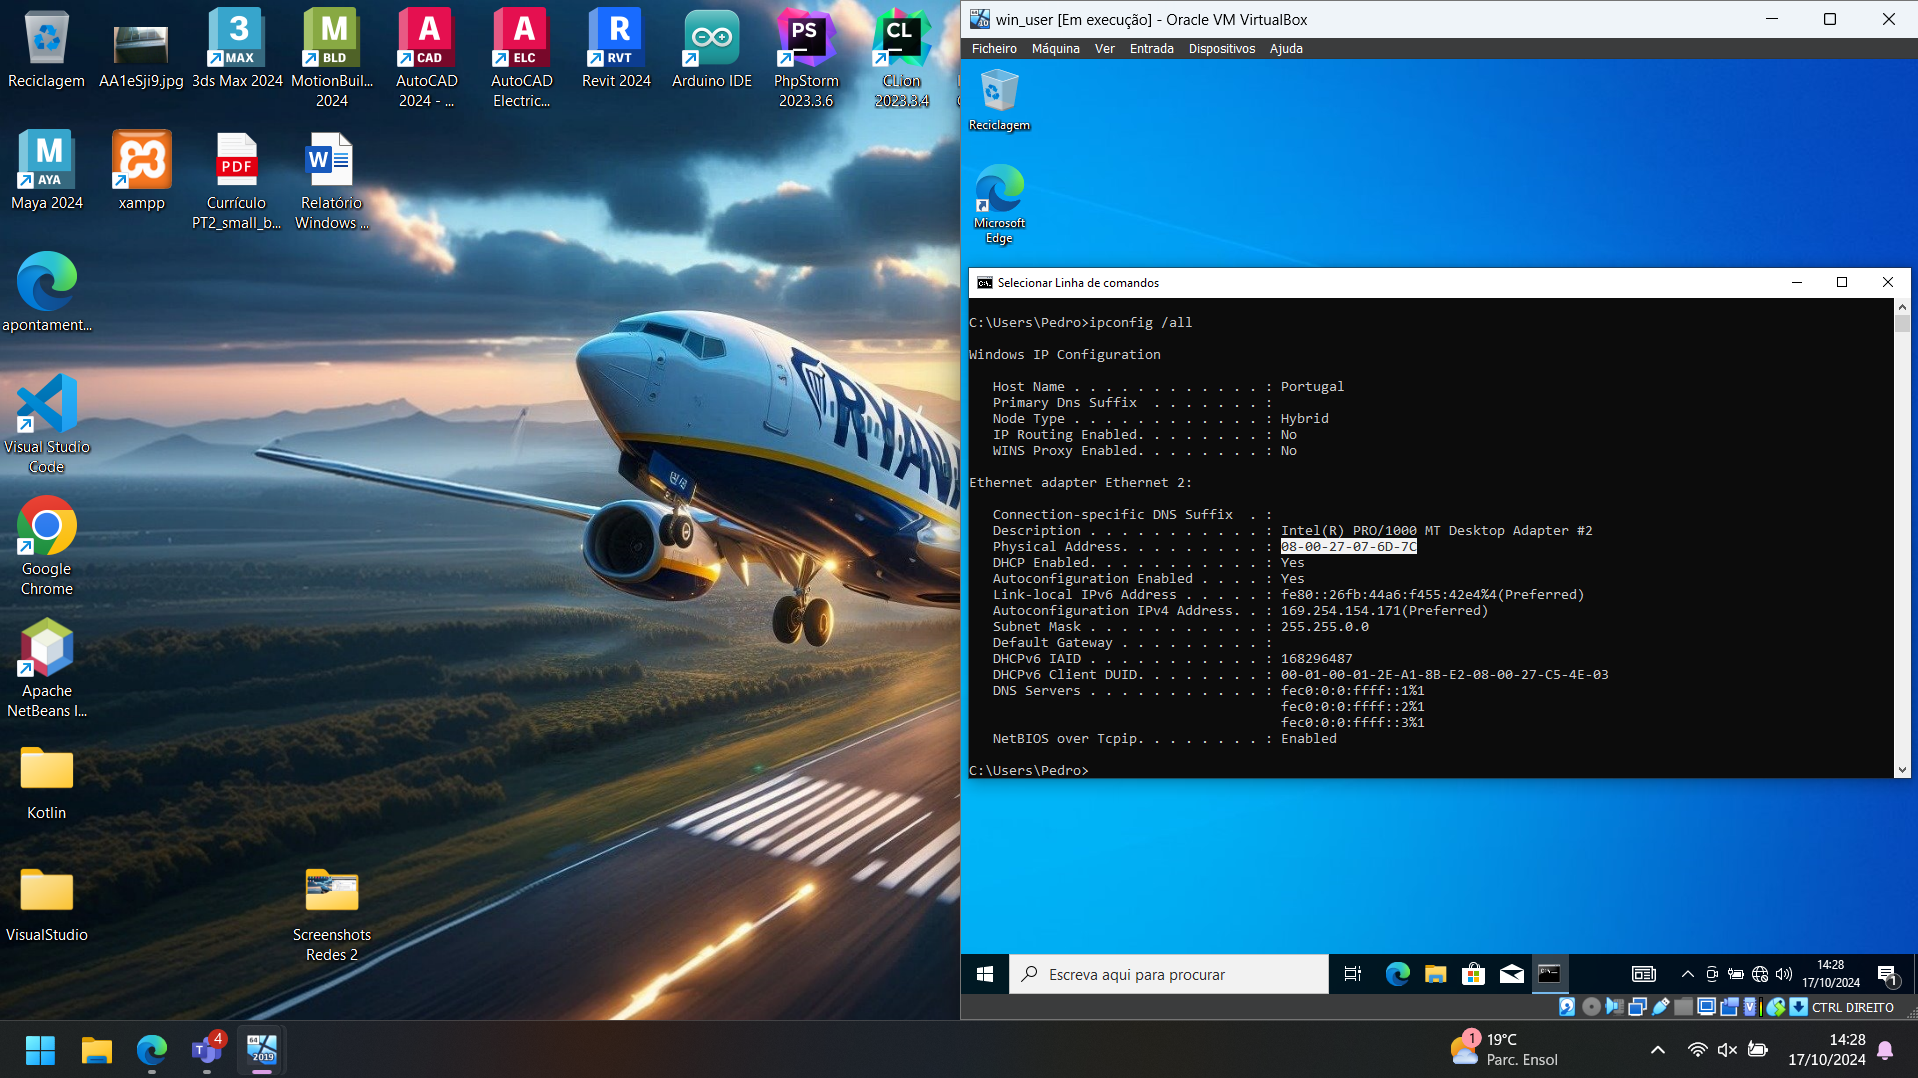 Reciclagem
AA1eSji9.jpg
3
MAX
3ds Max 2024
M
BLD
MotionBuil...
2024
A
CAD
AutoCAD
2024 - ...
A
ELC
AutoCAD
Electric...
R
RVT
Revit 2024
Arduino IDE
PS
PhpStorm
2023.3.6
CL
CLion
2023.3.4
M
AYA
Maya 2024
xampp
PDF
Currículo
PT2_small_b...
W
Relatório
Windows ...
apontament...
Visual Studio
Code
Google
Chrome
Apache
NetBeans I...
Kotlin
VisualStudio
Screenshots
Redes 2
RYAN
win_user [Em execução] - Oracle VM VirtualBox
Ficheiro Máquina Ver Entrada Dispositivos Ajuda
Reciclagem
Microsoft
Edge
Selecionar Linha de comandos
C:\Users\Pedro>ipconfig /all
Windows IP Configuration
Host Name . . . . . . . . . . . . : Portugal
Primary Dns Suffix . . . . . . . :
Node Type . . . . . . . . . . . . : Hybrid
IP Routing Enabled. . . . . . . . : No
WINS Proxy Enabled. . . . . . . . : No
Ethernet adapter Ethernet 2:
Connection-specific DNS Suffix . :
Description . . . . . . . . . . . : Intel(R) PRO/1000 MT Desktop Adapter #2
Physical Address. . . . . . . . . : 08-00-27-07-6D-7C
DHCP Enabled. . . . . . . . . . . : Yes
Autoconfiguration Enabled . . . . : Yes
Link-local IPv6 Address . . . . . : fe80::26fb:44a6:f455:42e4%4(Preferred)
Autoconfiguration IPv4 Address. . : 169.254.154.171(Preferred)
Subnet Mask . . . . . . . . . . . : 255.255.0.0
Default Gateway . . . . . . . . . :
DHCPv6 IAID . . . . . . . . . . . : 168296487
DHCPv6 Client DUID. . . . . . . . : 00-01-00-01-2E-A1-8B-E2-08-00-27-C5-4E-03
DNS Servers . . . . . . . . . . . : fec0:0:0:ffff::1%1
fec0:0:0:ffff::2%1
fec0:0:0:ffff::3%1
NetBIOS over Tcpip. . . . . . . . : Enabled
C:\Users\Pedro>
Escreva aqui para procurar
14:28
17/10/2024
1
CTRL DIREITO
4
64
2019
1
19°C
Parc. Ensol
14:28
17/10/2024